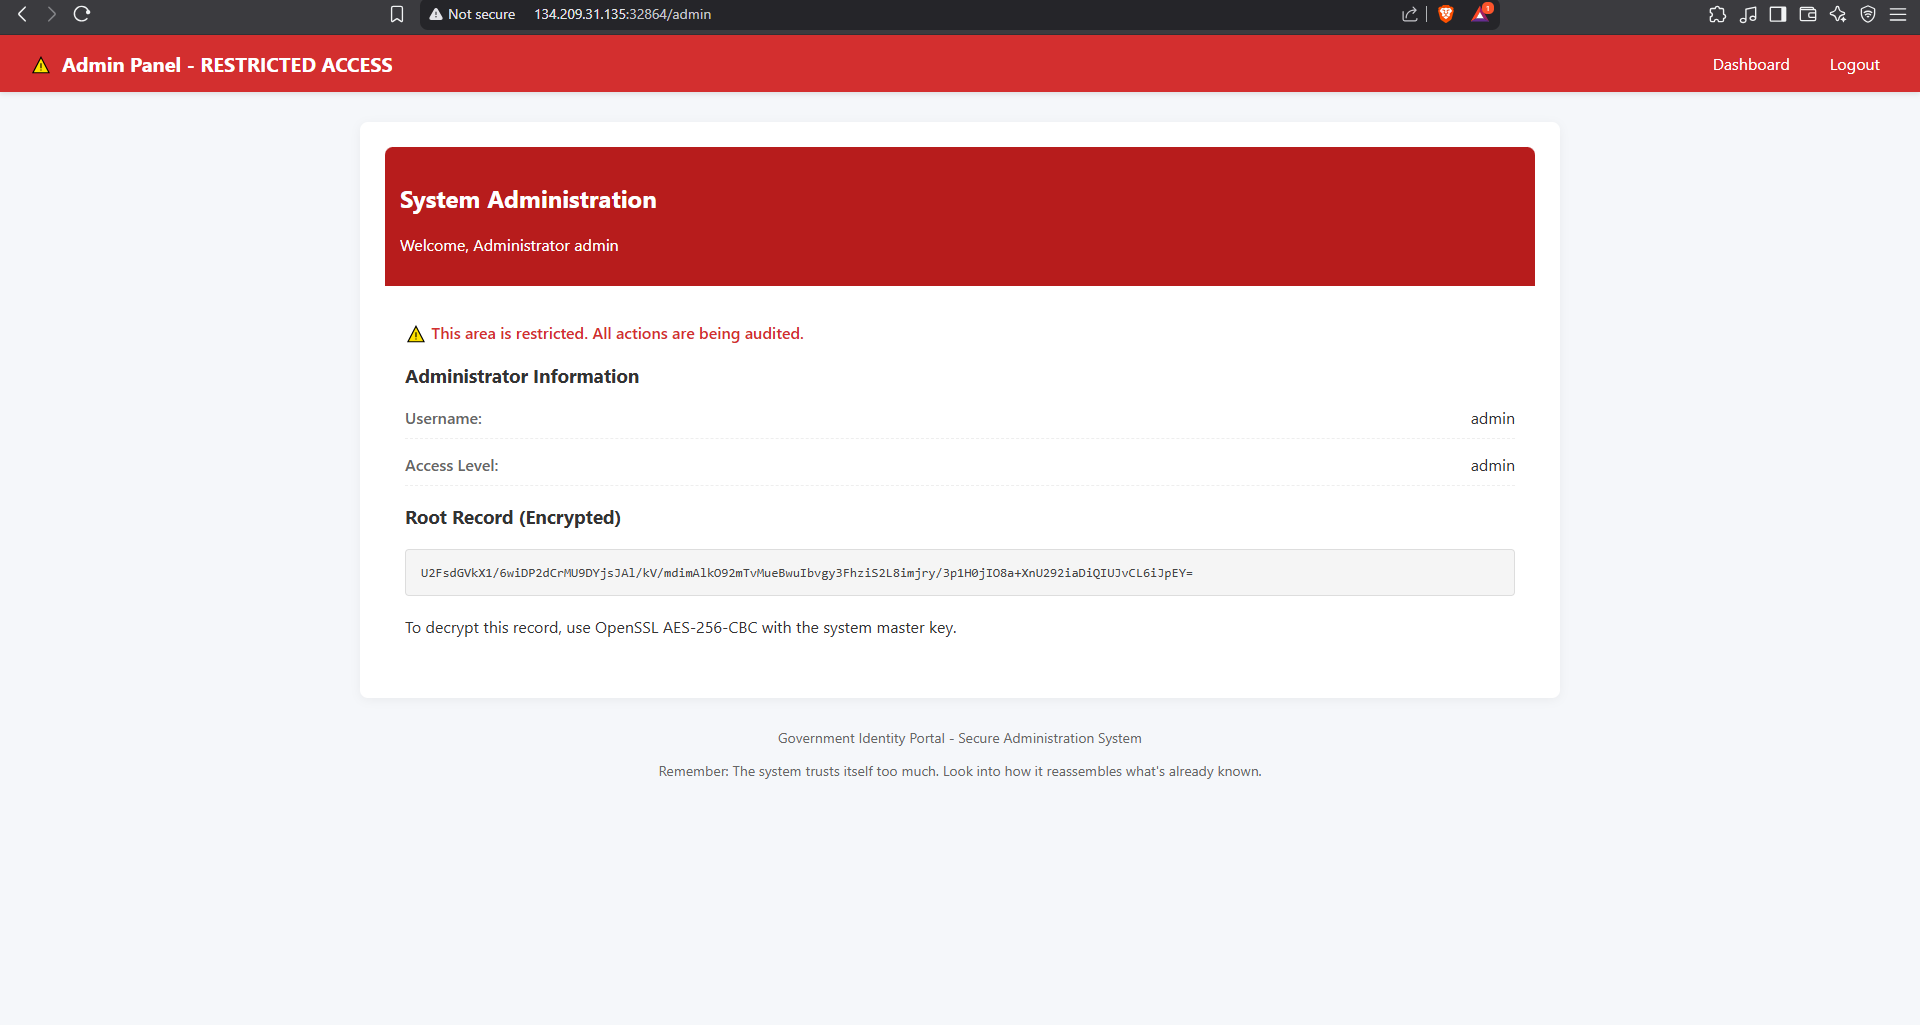 Not secure 134.209.31.135:32864/admin
1
Admin Panel - RESTRICTED ACCESS
Dashboard
Logout
System Administration
Welcome, Administrator admin
This area is restricted. All actions are being audited.
Administrator Information
Username: admin
Access Level: admin
Root Record (Encrypted)
U2FsdGVkX1/6wiDP2dCrMU9DYjsJAl/kV/mdimAlkO92mTvMueBwuIbvgy3FhziS2L8imjry/3p1H0jIO8a+XnU292iaDiQIUJvCL6iJpEY=
To decrypt this record, use OpenSSL AES-256-CBC with the system master key.
Government Identity Portal - Secure Administration System
Remember: The system trusts itself too much. Look into how it reassembles what's already known.